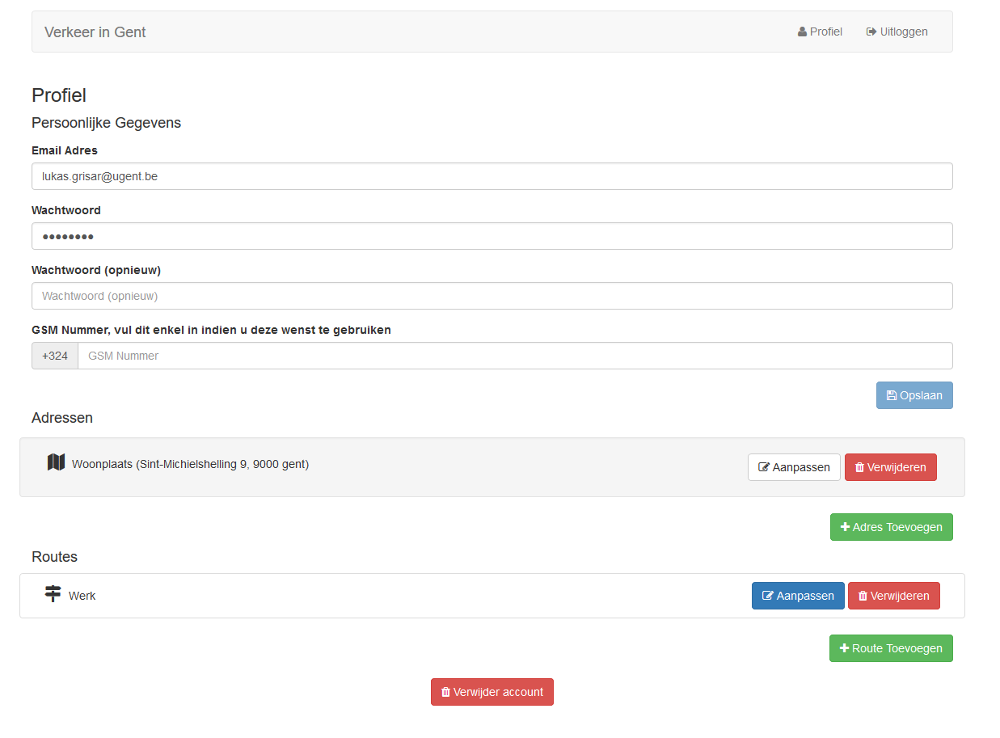 Verkeer in Gent Profiel Uitloggen
Profiel
Persoonlijke Gegevens
Email Adres
lukas.grisar@ugent.be
Wachtwoord
••••••••
Wachtwoord (opnieuw)
Wachtwoord (opnieuw)
GSM Nummer, vul dit enkel in indien u deze wenst te gebruiken
+324 GSM Nummer
Opslaan
Adressen
Woonplaats (Sint-Michielshelling 9, 9000 gent) Aanpassen Verwijderen
Adres Toevoegen
Routes
Werk Aanpassen Verwijderen
Route Toevoegen
Verwijder account